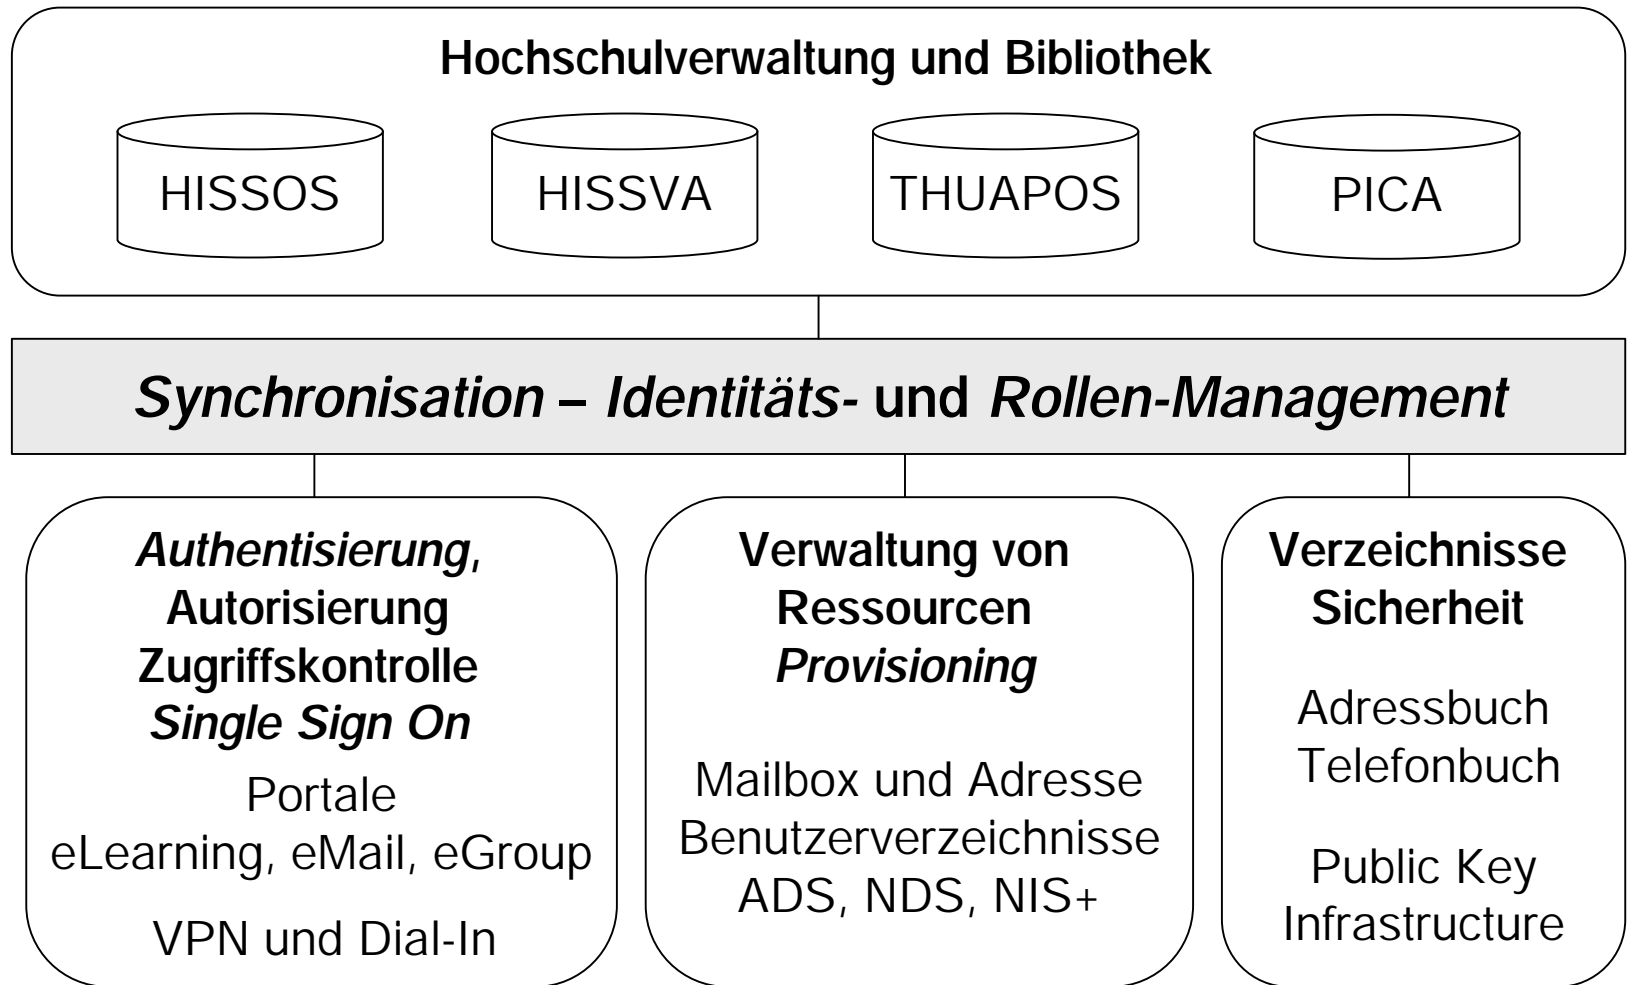 Hochschulverwaltung und Bibliothek
HISSOS
HISSVA
THUAPOS
PICA
Synchronisation – Identitäts- und Rollen-Management
Authentisierung,
Autorisierung
Zugriffskontrolle
Single Sign On
Portale
eLearning, eMail, eGroup
VPN und Dial-In
Verwaltung von
Ressourcen
Provisioning
Mailbox und Adresse
Benutzerverzeichnisse
ADS, NDS, NIS+
Verzeichnisse
Sicherheit
Adressbuch
Telefonbuch
Public Key
Infrastructure